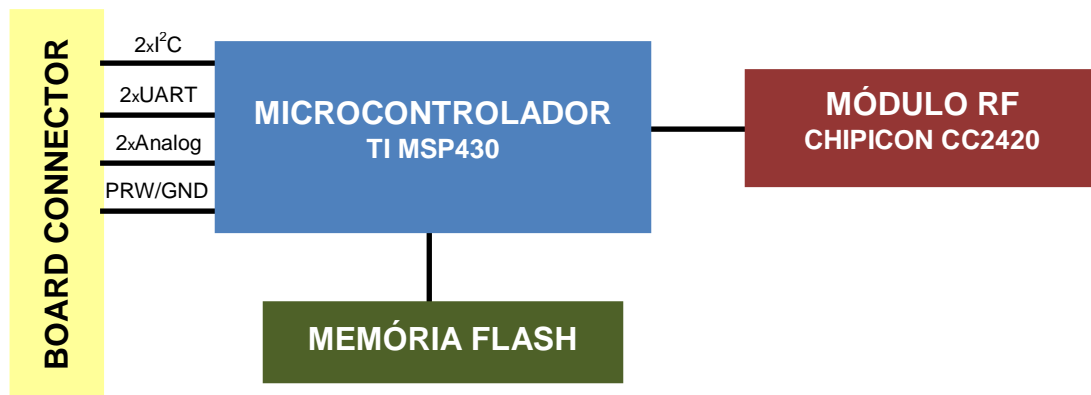 BOARD CONNECTOR
2xI²C
2xUART
2xAnalog
PRW/GND
MICROCONTROLADOR
TI MSP430
MÓDULO RF
CHIPICON CC2420
MEMÓRIA FLASH